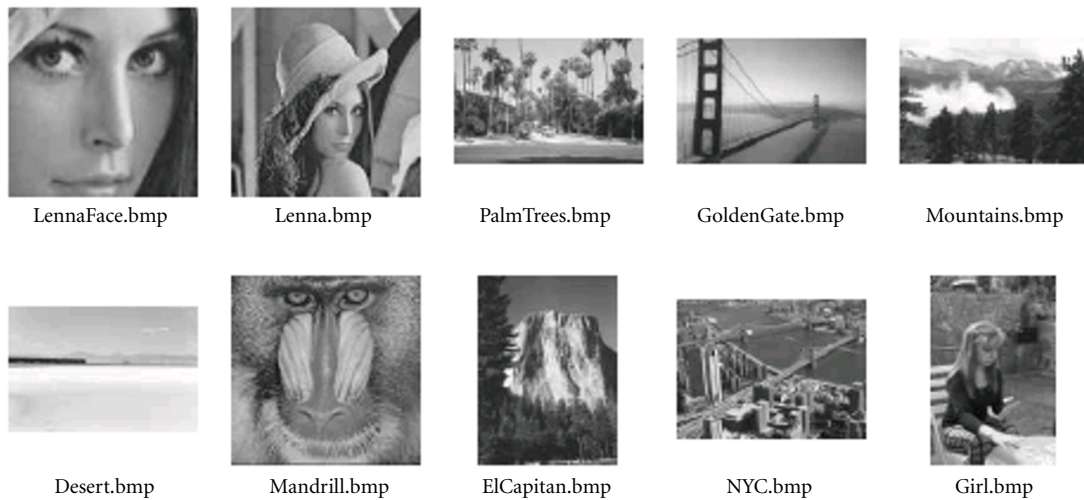 LennaFace.bmp
Lenna.bmp
PalmTrees.bmp
GoldenGate.bmp
Mountains.bmp
Desert.bmp
Mandrill.bmp
ElCapitan.bmp
NYC.bmp
Girl.bmp